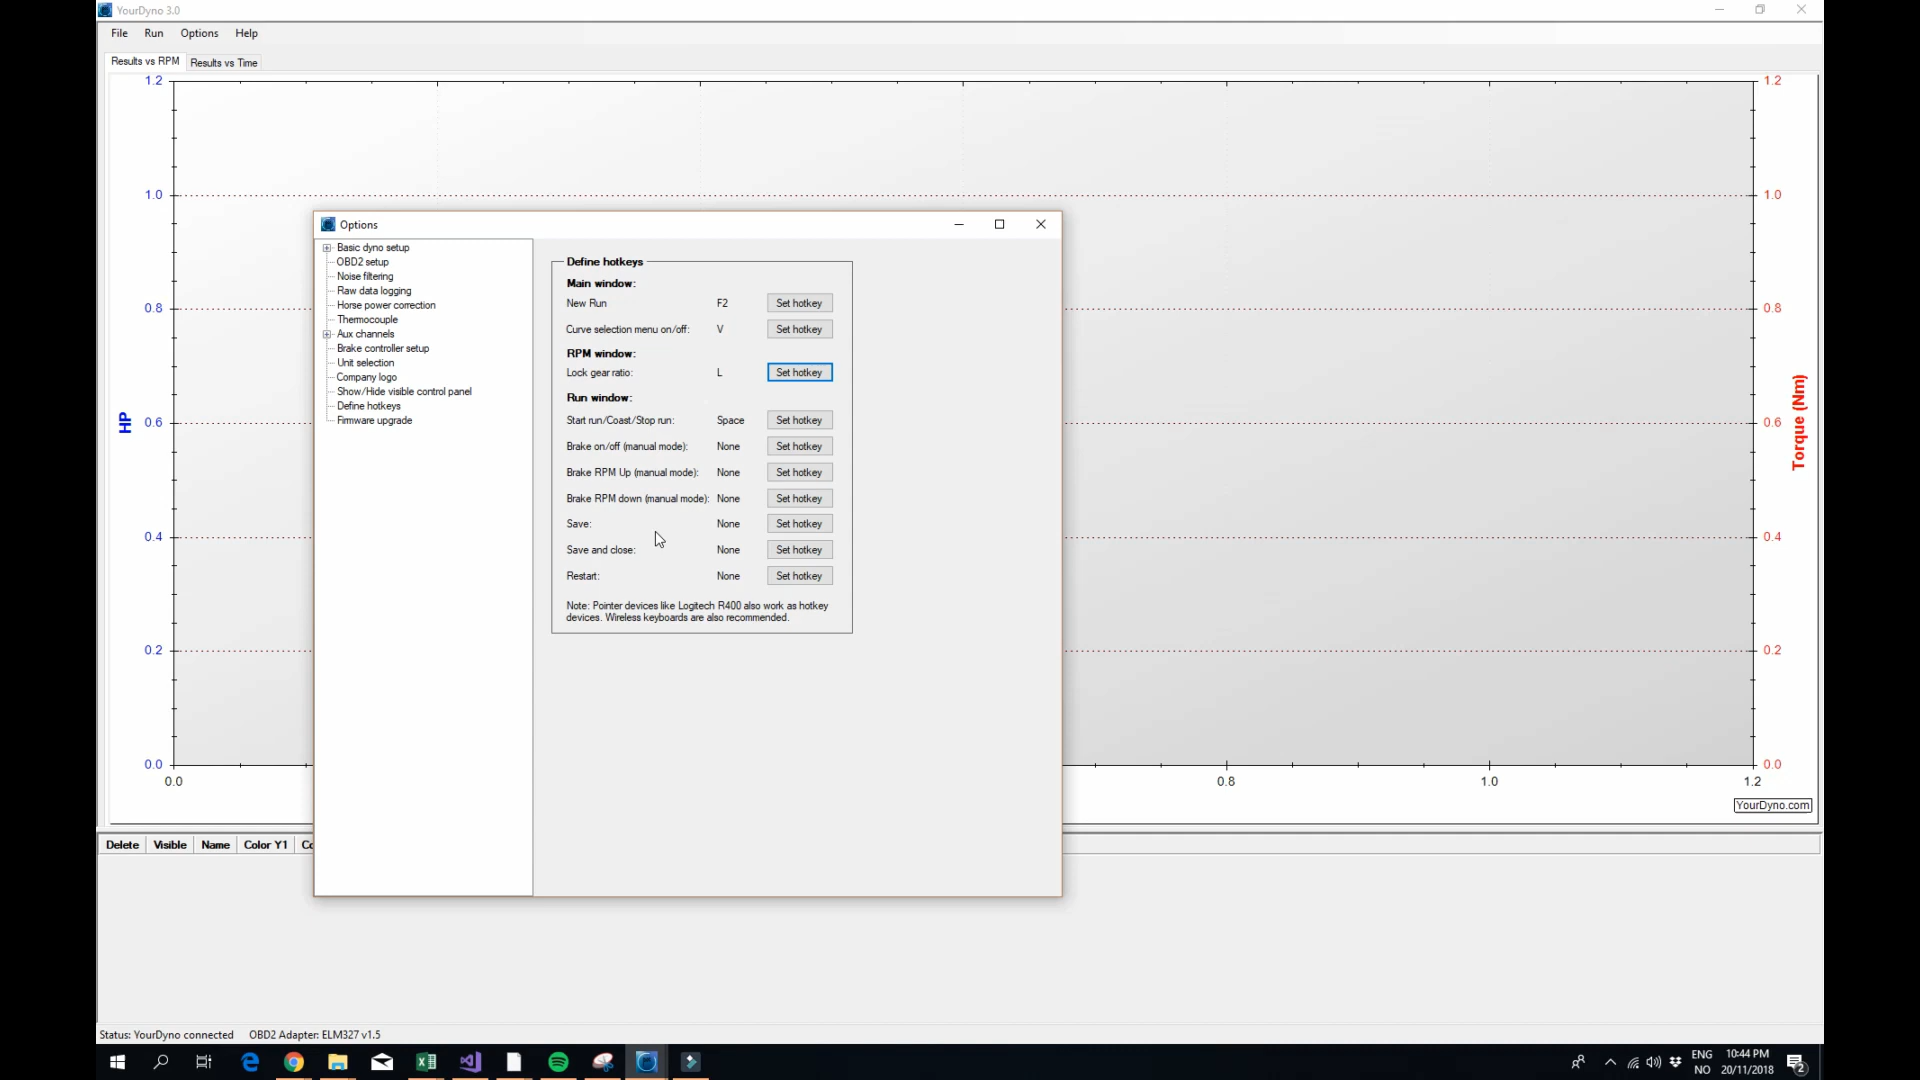 YourDyno 3.0
File Run Options Help
Results vs RPM Results vs Time
1.2 1.2
1.0 1.0
Options
Basic dyno setup
OBD2 setup
Noise filtering
Raw data logging
Horse power correction
Thermocouple
Aux channels
Brake controller setup
Unit selection
Company logo
Show/Hide visible control panel
Define hotkeys
Firmware upgrade
Define hotkeys
Main window:
New Run F2 Set hotkey
Curve selection menu on/off: V Set hotkey
RPM window:
Lock gear ratio: L Set hotkey
Run window:
Start run/Coast/Stop run: Space Set hotkey
Brake on/off (manual mode): None Set hotkey
Brake RPM Up (manual mode): None Set hotkey
Brake RPM down (manual mode): None Set hotkey
Save: None Set hotkey
Save and close: None Set hotkey
Restart: None Set hotkey
Note: Pointer devices like Logitech R400 also work as hotkey
devices. Wireless keyboards are also recommended.
0.8 0.8
HP 0.6 0.6 Torque (Nm)
0.4 0.4
0.2 0.2
0.0 0.0
0.0 0.8 1.0 1.2
YourDyno.com
Delete Visible Name Color Y1 Co
Status: YourDyno connected OBD2 Adapter: ELM327 v1.5
ENG 10:44 PM
NO 20/11/2018 2